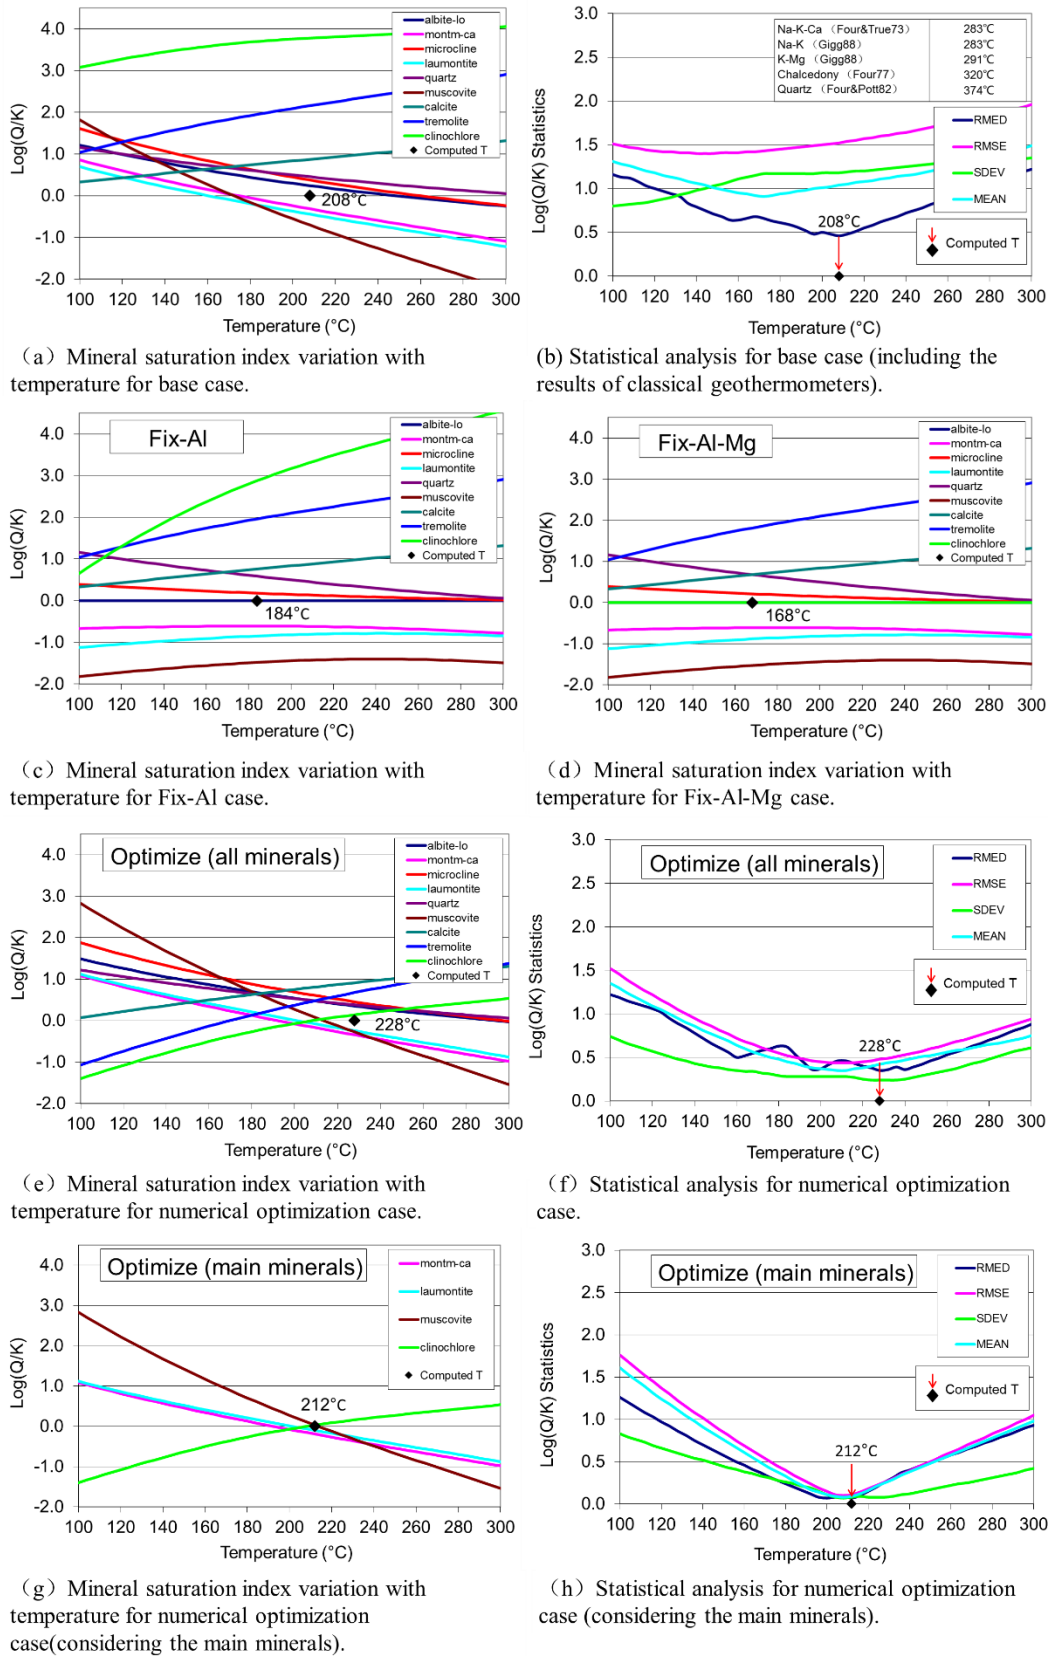 4.0
3.0
2.0
1.0
0.0
-1.0
-2.0
Log(Q/K)
albite-lo
montm-ca
microcline
laumontite
quartz
muscovite
calcite
tremolite
clinochlore
Computed T
208°C
100 120 140 160 180 200 220 240 260 280 300
Temperature (°C)
（a）Mineral saturation index variation with
temperature for base case.
3.0
2.5
2.0
1.5
1.0
0.5
0.0
Log(Q/K) Statistics
Na-K-Ca （Four&True73） 283℃
Na-K （Gigg88） 283℃
K-Mg （Gigg88） 291℃
Chalcedony （Four77） 320℃
Quartz （Four&Pott82） 374℃
RMED
RMSE
SDEV
MEAN
Computed T
208°C
100 120 140 160 180 200 220 240 260 280 300
Temperature (°C)
(b) Statistical analysis for base case (including the
results of classical geothermometers).
Fix-Al
4.0
3.0
2.0
1.0
0.0
-1.0
-2.0
Log(Q/K)
albite-lo
montm-ca
microcline
laumontite
quartz
muscovite
calcite
tremolite
clinochlore
Computed T
184°C
100 120 140 160 180 200 220 240 260 280 300
Temperature (°C)
（c）Mineral saturation index variation with
temperature for Fix-Al case.
Fix-Al-Mg
4.0
3.0
2.0
1.0
0.0
-1.0
-2.0
Log(Q/K)
albite-lo
montm-ca
microcline
laumontite
quartz
muscovite
calcite
tremolite
clinochlore
Computed T
168°C
100 120 140 160 180 200 220 240 260 280 300
Temperature (°C)
（d）Mineral saturation index variation with
temperature for Fix-Al-Mg case.
Optimize (all minerals)
4.0
3.0
2.0
1.0
0.0
-1.0
-2.0
Log(Q/K)
albite-lo
montm-ca
microcline
laumontite
quartz
muscovite
calcite
tremolite
clinochlore
Computed T
228°C
100 120 140 160 180 200 220 240 260 280 300
Temperature (°C)
（e）Mineral saturation index variation with
temperature for numerical optimization case.
Optimize (all minerals)
3.0
2.5
2.0
1.5
1.0
0.5
0.0
Log(Q/K) Statistics
RMED
RMSE
SDEV
MEAN
Computed T
228°C
100 120 140 160 180 200 220 240 260 280 300
Temperature (°C)
（f）Statistical analysis for numerical optimization
case.
Optimize (main minerals)
4.0
3.0
2.0
1.0
0.0
-1.0
-2.0
Log(Q/K)
montm-ca
laumontite
muscovite
clinochlore
Computed T
212°C
100 120 140 160 180 200 220 240 260 280 300
Temperature (°C)
（g）Mineral saturation index variation with
temperature for numerical optimization
case(considering the main minerals).
Optimize (main minerals)
3.0
2.5
2.0
1.5
1.0
0.5
0.0
Log(Q/K) Statistics
RMED
RMSE
SDEV
MEAN
Computed T
212°C
100 120 140 160 180 200 220 240 260 280 300
Temperature (°C)
（h）Statistical analysis for numerical optimization
case (considering the main minerals).